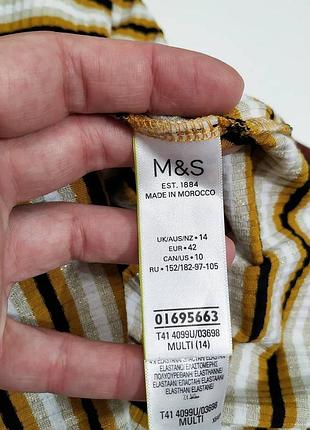 M&S
EST. 1884
MADE IN MOROCCO
UK/AUS/NZ • 14
EUR • 42
CAN/US • 10
RU • 152/182-97-105
01695663
T41 4099U/03698
MULTI (14)
T41 4099U/03698
MULTI